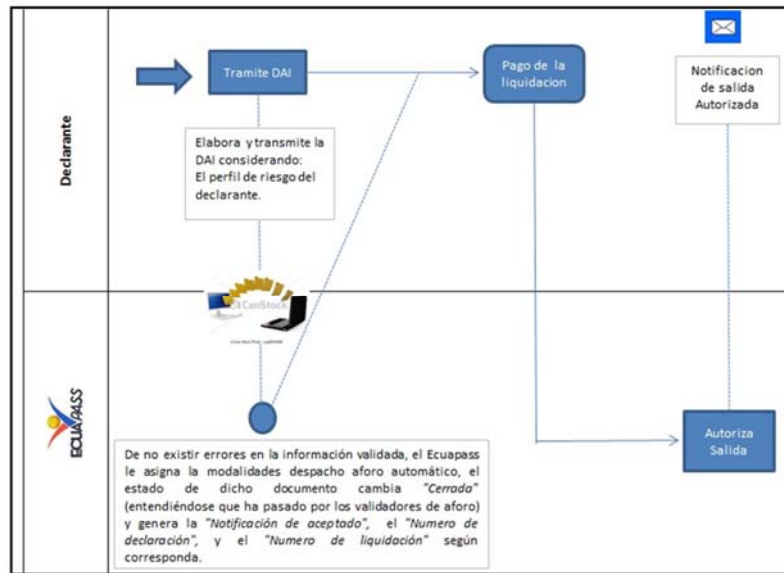 Declarante
Tramite DAI
Pago de la
liquidacion
Notificacion
de salida
Autorizada
Elabora y transmite la
DAI considerando:
El perfil de riesgo del
declarante.
CanStock
ECUAPASS
De no existir errores en la información validada, el Ecuapass
le asigna la modalidades despacho aforo automático, el
estado de dicho documento cambia "Cerrada"
(entendiéndose que ha pasado por los validadores de aforo)
y genera la "Notificación de aceptado", el "Numero de
declaración", y el "Numero de liquidación" según
corresponda.
Autoriza
Salida